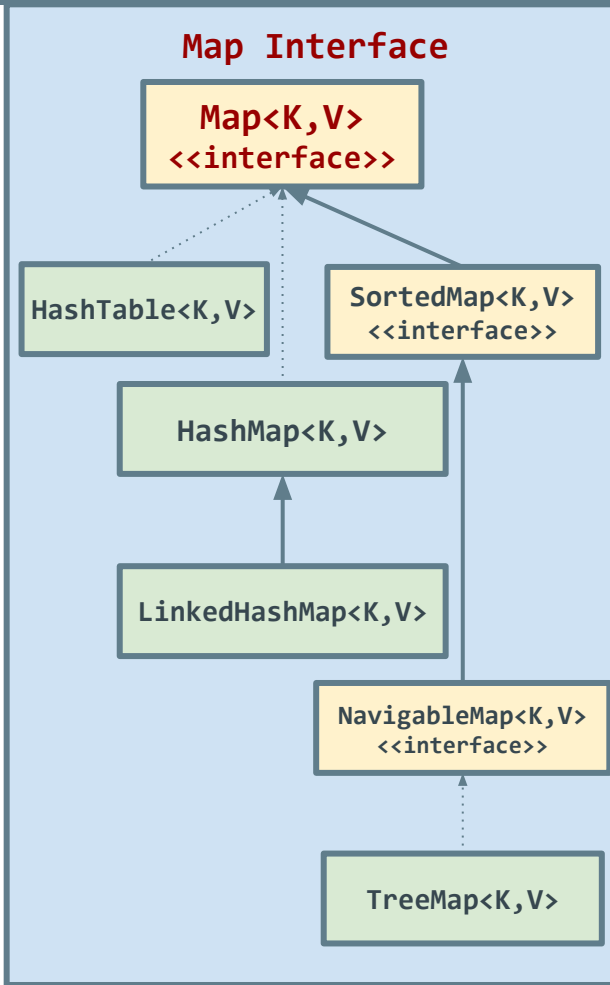 Map Interface
Map<K,V>
<<interface>>
HashTable<K,V>
SortedMap<K,V>
<<interface>>
HashMap<K,V>
LinkedHashMap<K,V>
NavigableMap<K,V>
<<interface>>
TreeMap<K,V>